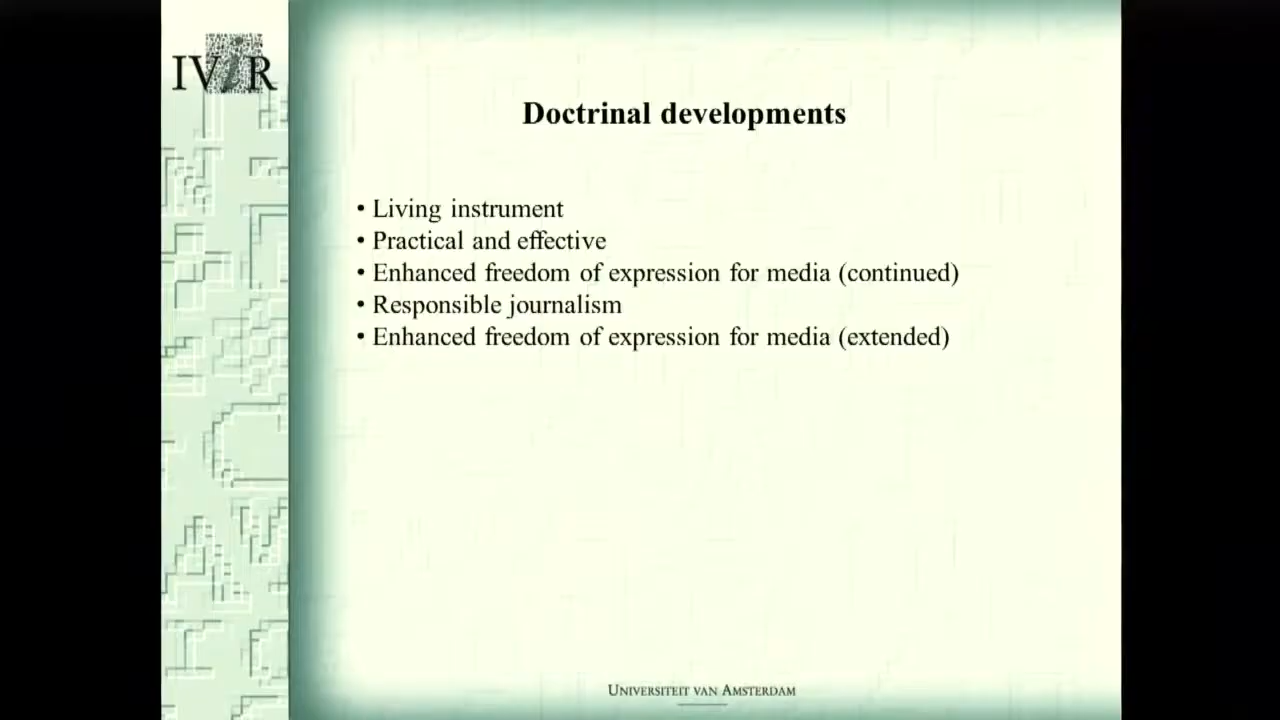 IViR
Doctrinal developments
• Living instrument
• Practical and effective
• Enhanced freedom of expression for media (continued)
• Responsible journalism
• Enhanced freedom of expression for media (extended)
UNIVERSITEIT VAN AMSTERDAM